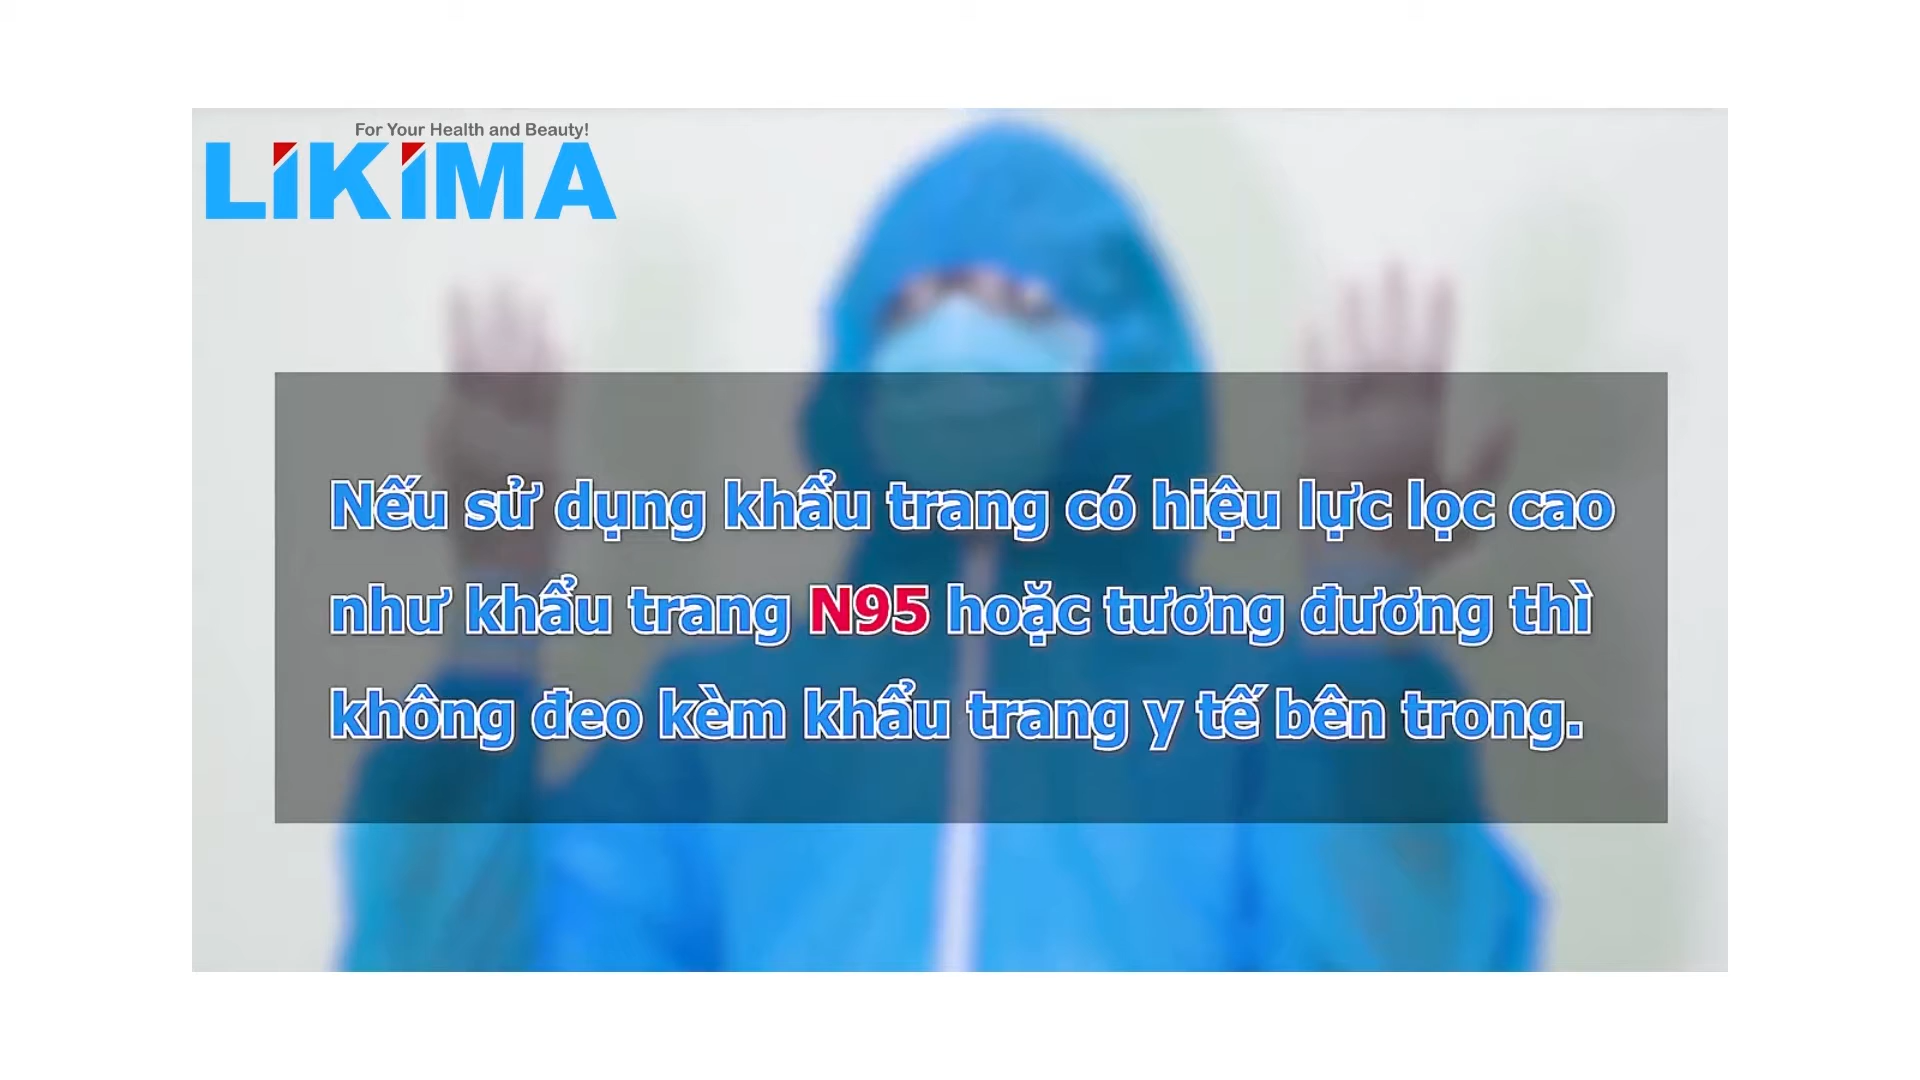 For Your Health and Beauty!
LiKiMA
Nếu sử dụng khẩu trang có hiệu lực lọc cao
như khẩu trang N95 hoặc tương đương thì
không đeo kèm khẩu trang y tế bên trong.